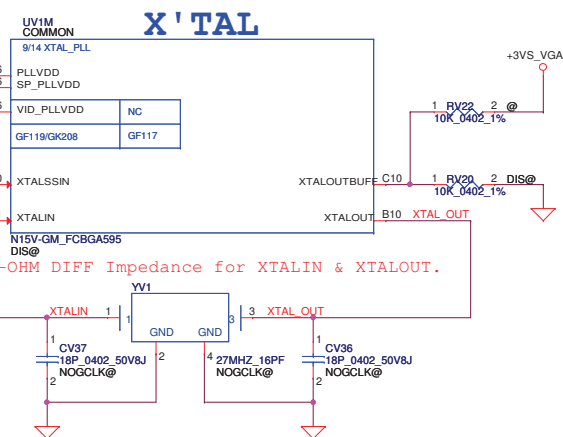 X'TAL
UV1M
COMMON
9/14 XTAL_PLL
+3VS_VGA
PLLVDD
SP_PLLVDD
VID_PLLVDD NC
GF119/GK208 GF117
1 RV22 2 @
10K_0402_1%
XTALSSIN XTALOUTBUFF C10 1 RV20 2 DIS@
10K_0402_1%
XTALIN XTALOUT B10 XTAL_OUT
N15V-GM_FCBGA595
DIS@
-OHM DIFF Impedance for XTALIN & XTALOUT.
YV1
XTALIN 1 1 3 3 XTAL_OUT
GND GND
1 CV37 2 4 27MHZ_16PF 1 CV36
18P_0402_50V8J NOGCLK@ 18P_0402_50V8J
NOGCLK@ NOGCLK@
2 2